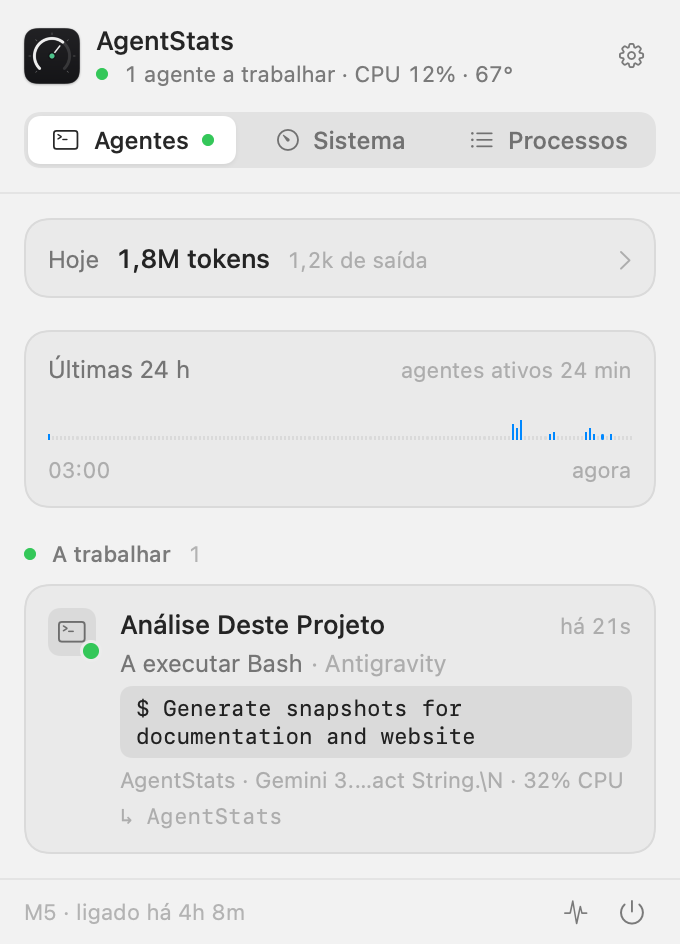 AgentStats
1 agente a trabalhar · CPU 12% · 67°
Agentes
Sistema
Processos
Hoje 1,8M tokens 1,2k de saída
Últimas 24 h
agentes ativos 24 min
03:00
agora
A trabalhar 1
Análise Deste Projeto
há 21s
A executar Bash · Antigravity
$ Generate snapshots for
documentation and website
AgentStats · Gemini 3....act String.\N · 32% CPU
↳ AgentStats
M5 · ligado há 4h 8m